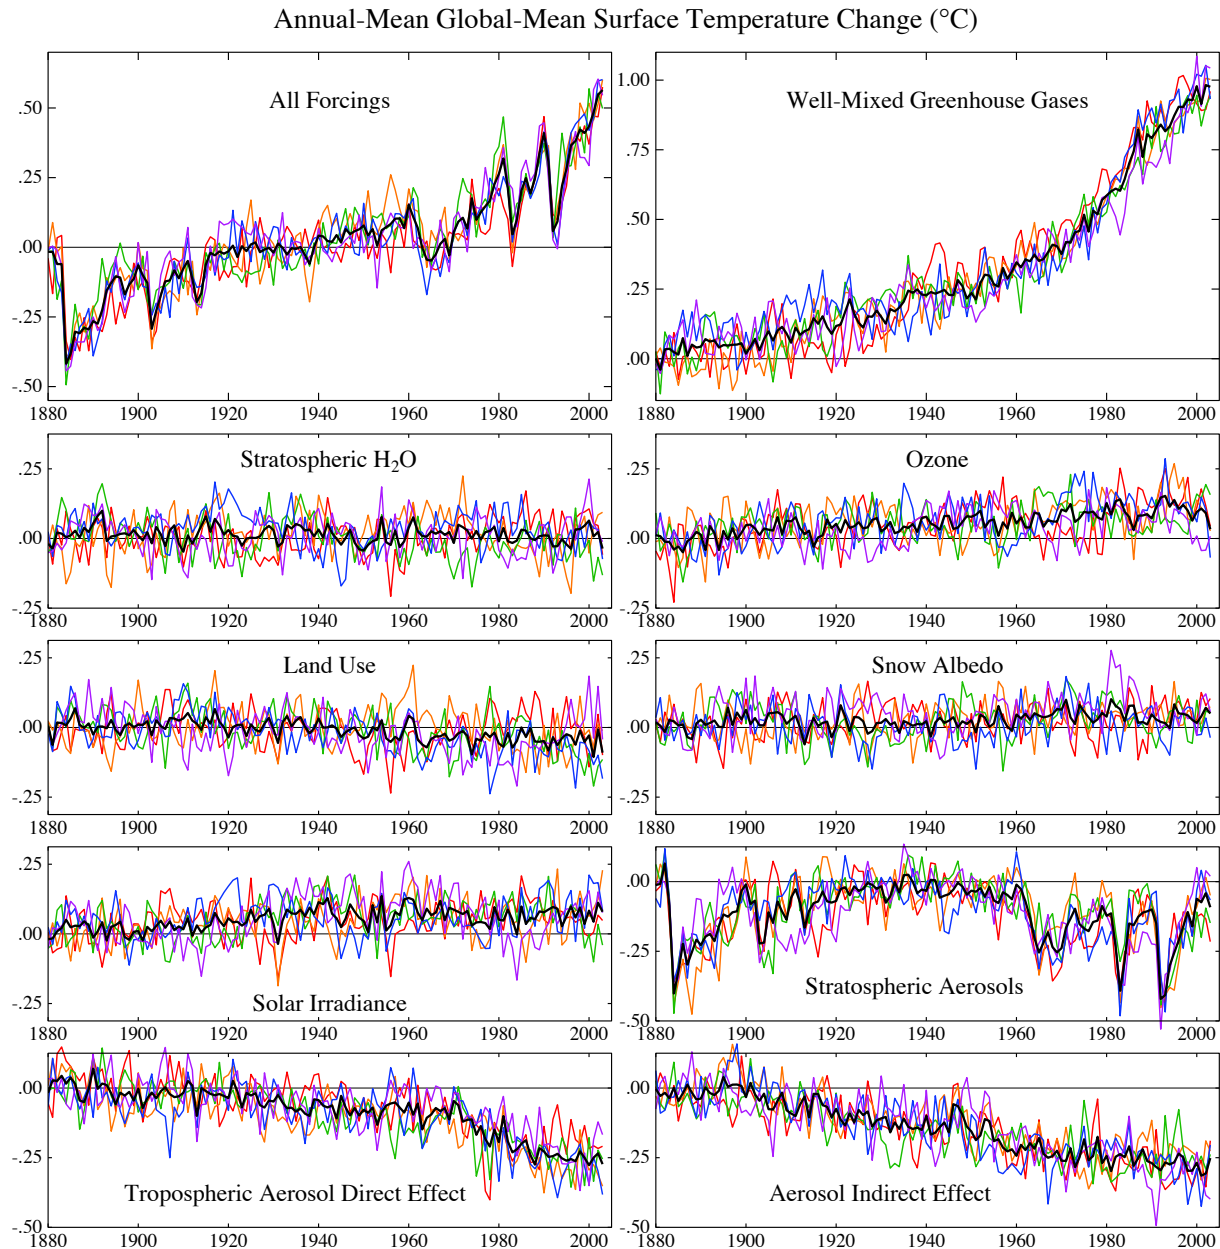 Annual-Mean Global-Mean Surface Temperature Change (°C)
All Forcings
.50
.25
.00
-.25
-.50
1880 1900 1920 1940 1960 1980 2000
Well-Mixed Greenhouse Gases
1.00
.75
.50
.25
.00
1880 1900 1920 1940 1960 1980 2000
Stratospheric H₂O
.25
.00
-.25
1880 1900 1920 1940 1960 1980 2000
Ozone
.25
.00
-.25
1880 1900 1920 1940 1960 1980 2000
Land Use
.25
.00
-.25
1880 1900 1920 1940 1960 1980 2000
Snow Albedo
.25
.00
-.25
1880 1900 1920 1940 1960 1980 2000
.25
.00
-.25
Solar Irradiance
1880 1900 1920 1940 1960 1980 2000
.00
-.25
-.50
Stratospheric Aerosols
1880 1900 1920 1940 1960 1980 2000
.00
-.25
-.50
Tropospheric Aerosol Direct Effect
1880 1900 1920 1940 1960 1980 2000
.00
-.25
-.50
Aerosol Indirect Effect
1880 1900 1920 1940 1960 1980 2000